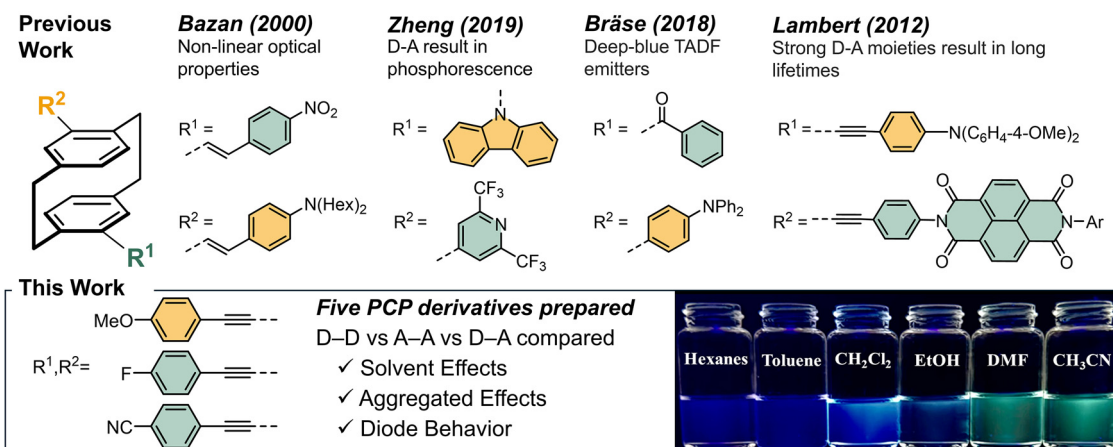 Previous
Work
R²
R¹
Bazan (2000)
Non-linear optical
properties
R¹ =
NO₂
R² =
N(Hex)₂
Zheng (2019)
D-A result in
phosphorescence
R¹ =
N
R² =
CF₃
N
CF₃
Bräse (2018)
Deep-blue TADF
emitters
R¹ =
O
R² =
NPh₂
Lambert (2012)
Strong D-A moieties result in long
lifetimes
R¹ =
N(C₆H₄-4-OMe)₂
R² =
O
O
N
N
Ar
O
O
This Work
R¹,R²=
MeO
F
NC
Five PCP derivatives prepared
D–D vs A–A vs D–A compared
✓ Solvent Effects
✓ Aggregated Effects
✓ Diode Behavior
Hexanes
Toluene
CH₂Cl₂
EtOH
DMF
CH₃CN